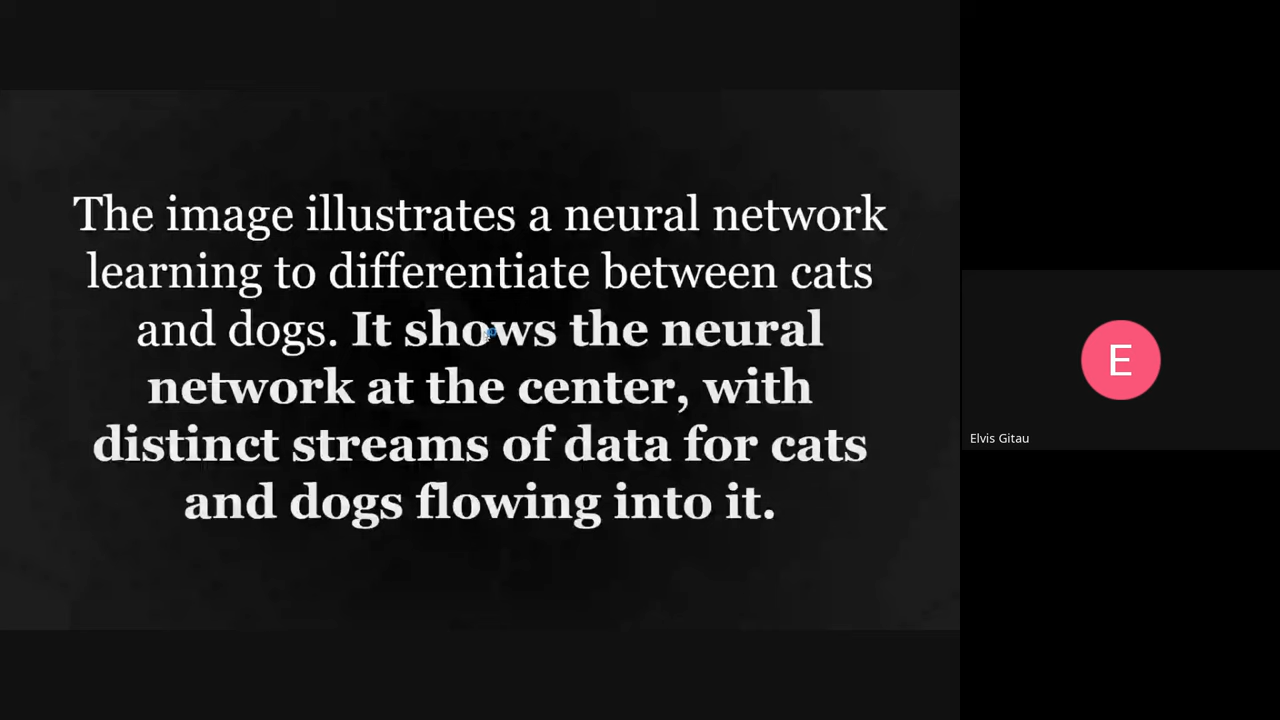 The image illustrates a neural network
learning to differentiate between cats
and dogs. It shows the neural
network at the center, with
distinct streams of data for cats
and dogs flowing into it.
E
Elvis Gitau